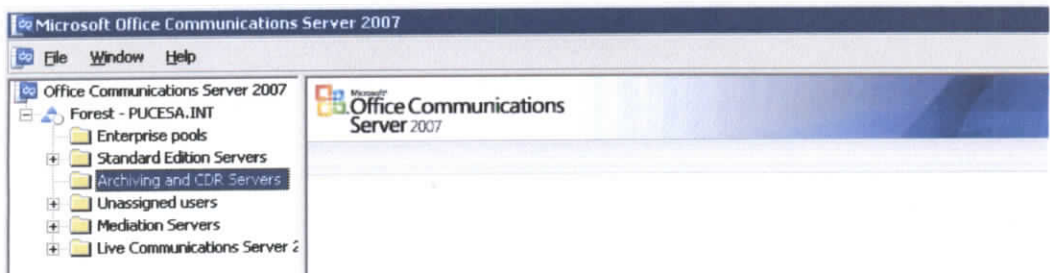 Microsoft Office Communications Server 2007
File Window Help
Office Communications Server 2007
Forest - PUCESA.INT
Enterprise pools
Standard Edition Servers
Archiving and CDR Servers
Unassigned users
Mediation Servers
Live Communications Server 2
Microsoft
Office Communications
Server 2007